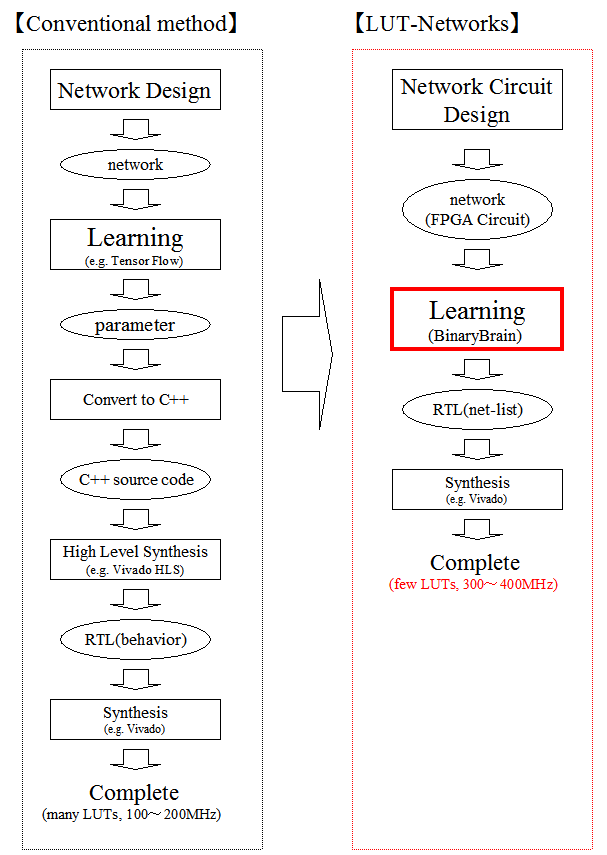 【Conventional method】
Network Design
network
Learning
(e.g. Tensor Flow)
parameter
Convert to C++
C++ source code
High Level Synthesis
(e.g. Vivado HLS)
RTL(behavior)
Synthesis
(e.g. Vivado)
Complete
(many LUTs, 100～200MHz)
【LUT-Networks】
Network Circuit
Design
network
(FPGA Circuit)
Learning
(BinaryBrain)
RTL(net-list)
Synthesis
(e.g. Vivado)
Complete
(few LUTs, 300～400MHz)